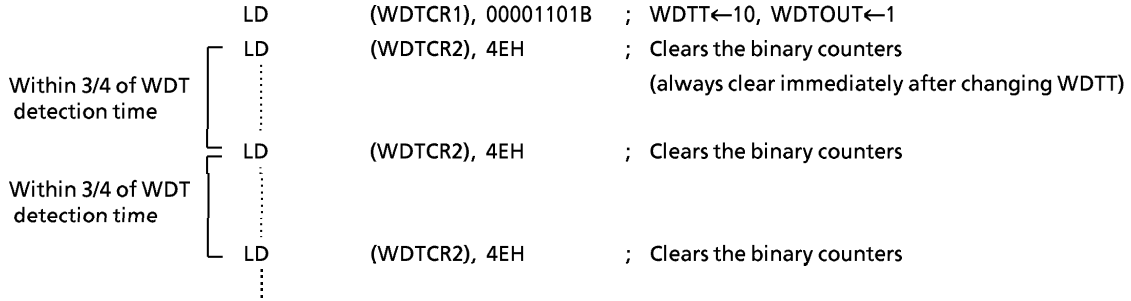 LD (WDTCR1), 00001101B ; WDTT←10, WDTOUT←1
LD (WDTCR2), 4EH ; Clears the binary counters
(always clear immediately after changing WDTT)
Within 3/4 of WDT
detection time
LD (WDTCR2), 4EH ; Clears the binary counters
Within 3/4 of WDT
detection time
LD (WDTCR2), 4EH ; Clears the binary counters